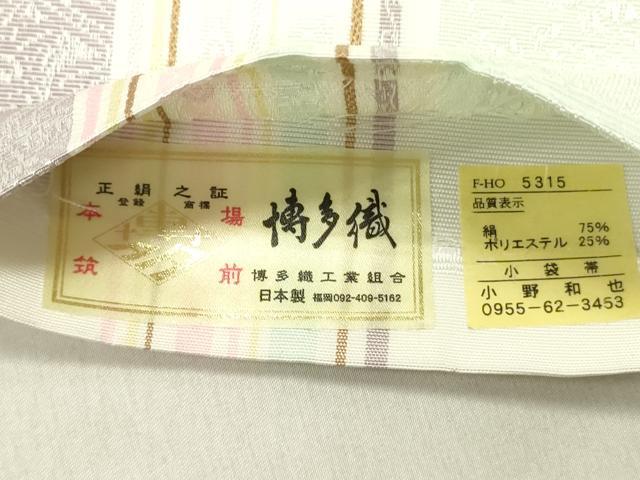 正絹之証
登録 商標
本場
筑前
博多織
博多織工業組合
日本製 福岡092-409-5162
F-HO 5315
品質表示
絹 75%
ポリエステル 25%
小袋帯
小野和也
0955-62-3453